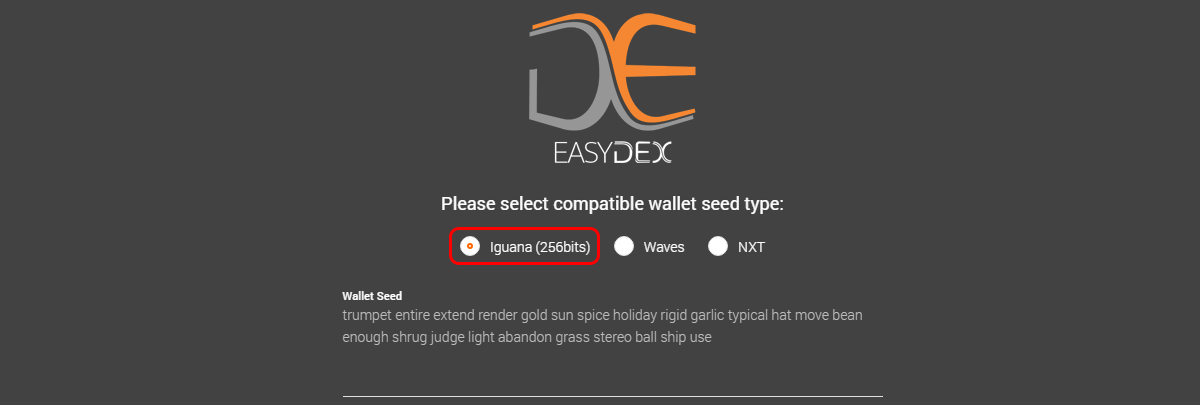 DE
EASYDEX
Please select compatible wallet seed type:
Iguana (256bits) Waves NXT
Wallet Seed
trumpet entire extend render gold sun spice holiday rigid garlic typical hat move bean
enough shrug judge light abandon grass stereo ball ship use